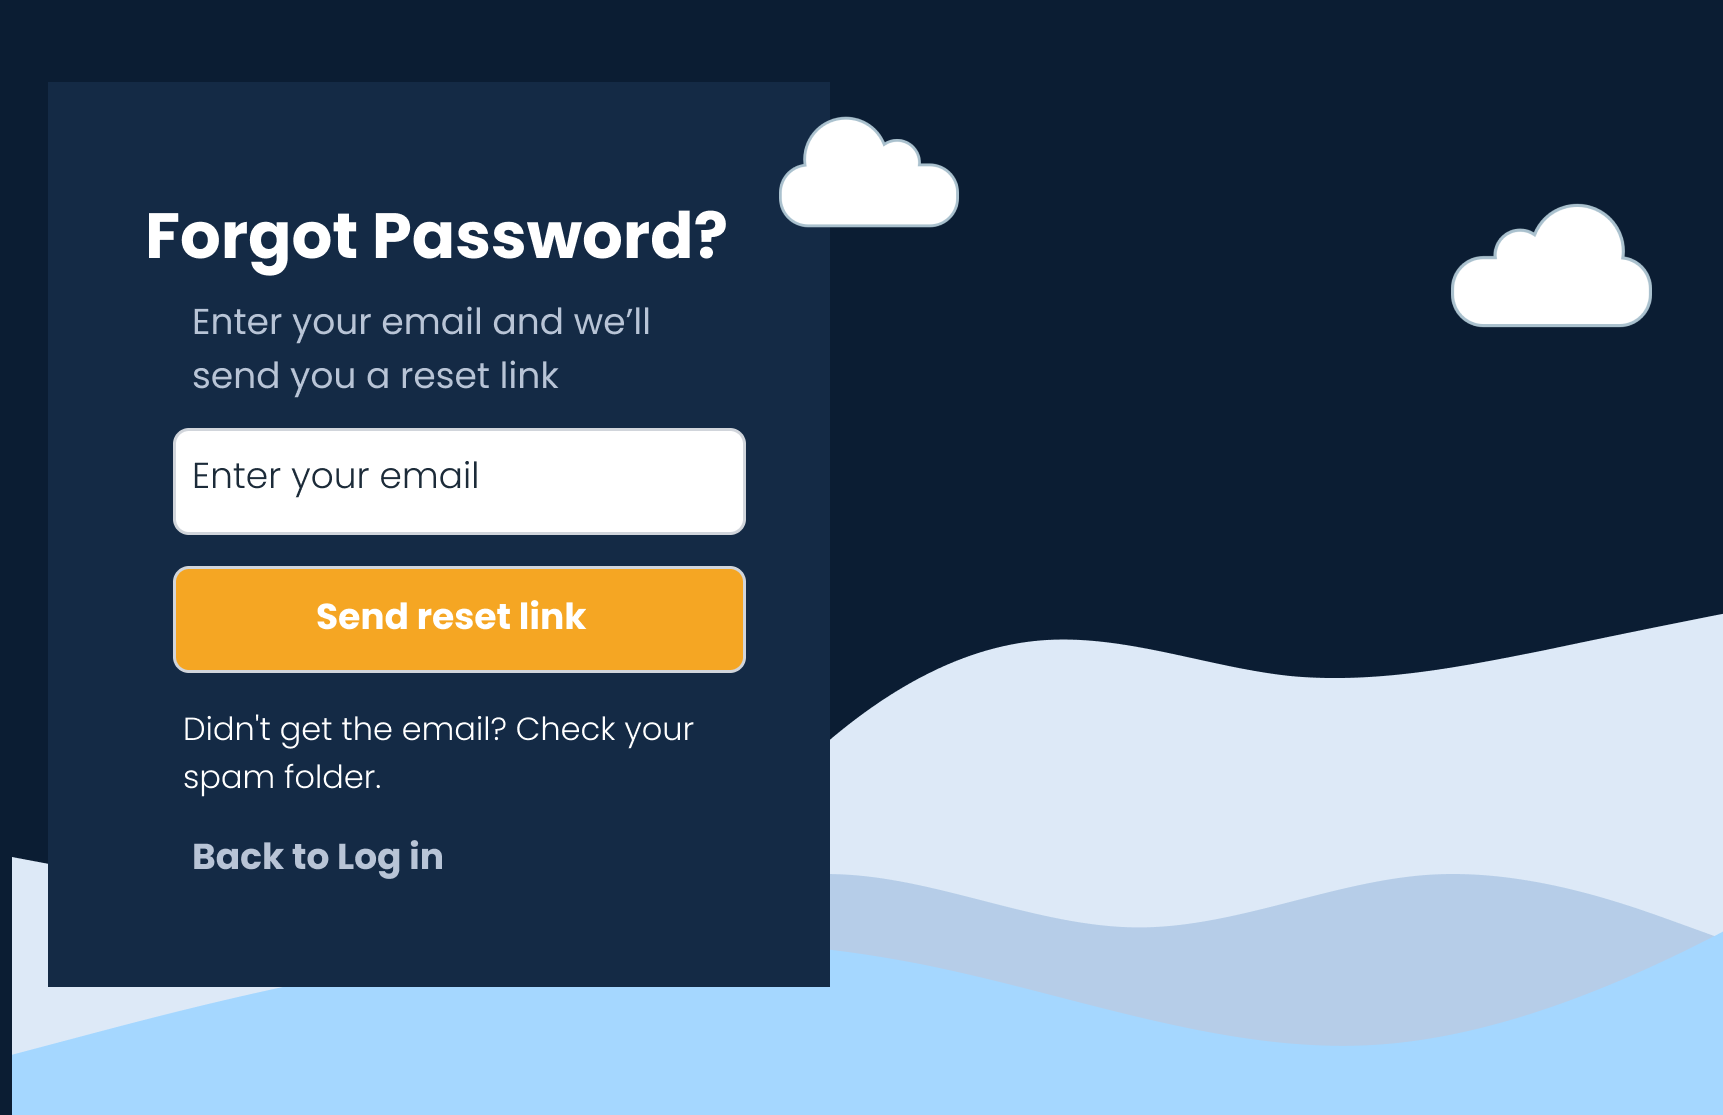 Forgot Password?
Enter your email and we’ll
send you a reset link
Enter your email
Send reset link
Didn't get the email? Check your
spam folder.
Back to Log in